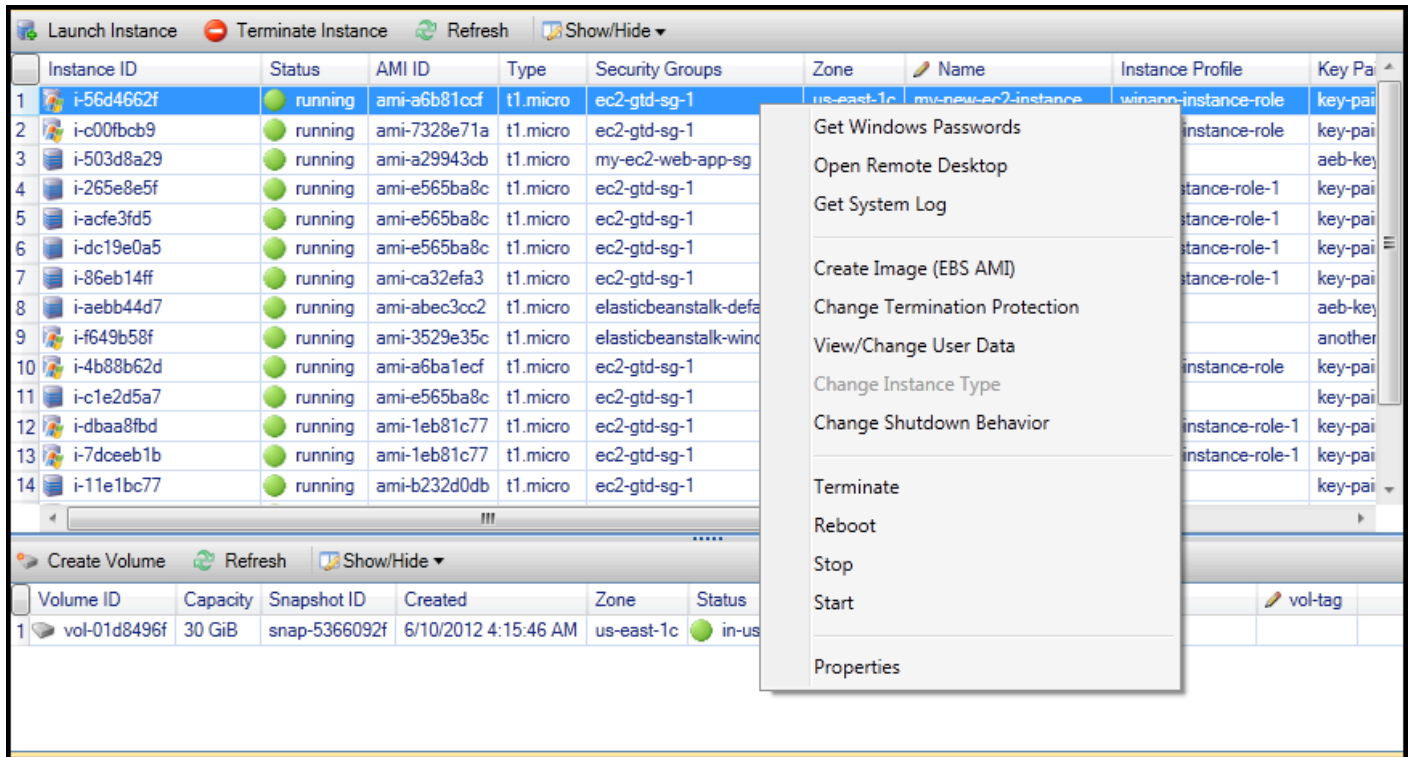 Launch Instance Terminate Instance Refresh Show/Hide
Instance ID Status AMI ID Type Security Groups Zone Name Instance Profile Key Pai
1 i-56d4662f running ami-a6b81ccf t1.micro ec2-gtd-sg-1 us-east-1c my-new-ec2-instance winapp-instance-role key-pai
2 i-c00fbcb9 running ami-7328e71a t1.micro ec2-gtd-sg-1 instance-role key-pai
3 i-503d8a29 running ami-a29943cb t1.micro my-ec2-web-app-sg aeb-key
4 i-265e8e5f running ami-e565ba8c t1.micro ec2-gtd-sg-1 stance-role-1 key-pai
5 i-acfe3fd5 running ami-e565ba8c t1.micro ec2-gtd-sg-1 stance-role-1 key-pai
6 i-dc19e0a5 running ami-e565ba8c t1.micro ec2-gtd-sg-1 stance-role-1 key-pai
7 i-86eb14ff running ami-ca32efa3 t1.micro ec2-gtd-sg-1 stance-role-1 key-pai
8 i-aebb44d7 running ami-abec3cc2 t1.micro elasticbeanstalk-defa aeb-key
9 i-f649b58f running ami-3529e35c t1.micro elasticbeanstalk-wind another
10 i-4b88b62d running ami-a6ba1ecf t1.micro ec2-gtd-sg-1 instance-role key-pai
11 i-c1e2d5a7 running ami-e565ba8c t1.micro ec2-gtd-sg-1 key-pai
12 i-dbaa8fbd running ami-1eb81c77 t1.micro ec2-gtd-sg-1 instance-role-1 key-pai
13 i-7dceeb1b running ami-1eb81c77 t1.micro ec2-gtd-sg-1 instance-role-1 key-pai
14 i-11e1bc77 running ami-b232d0db t1.micro ec2-gtd-sg-1 key-pai
Get Windows Passwords
Open Remote Desktop
Get System Log
Create Image (EBS AMI)
Change Termination Protection
View/Change User Data
Change Instance Type
Change Shutdown Behavior
Terminate
Reboot
Stop
Start
Properties
Create Volume Refresh Show/Hide
Volume ID Capacity Snapshot ID Created Zone Status vol-tag
1 vol-01d8496f 30 GiB snap-5366092f 6/10/2012 4:15:46 AM us-east-1c in-us